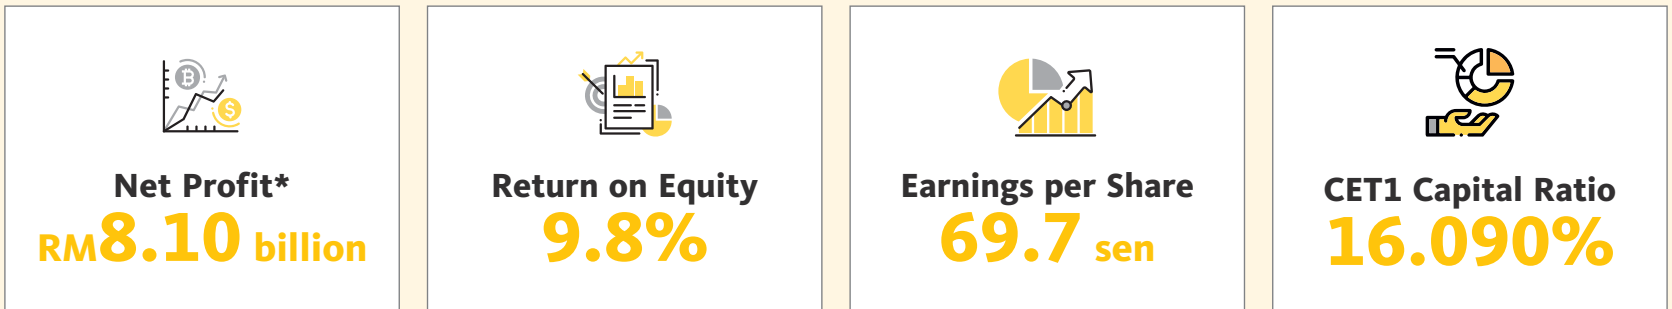 Net Profit*
RM8.10 billion
Return on Equity
9.8%
Earnings per Share
69.7 sen
CET1 Capital Ratio
16.090%